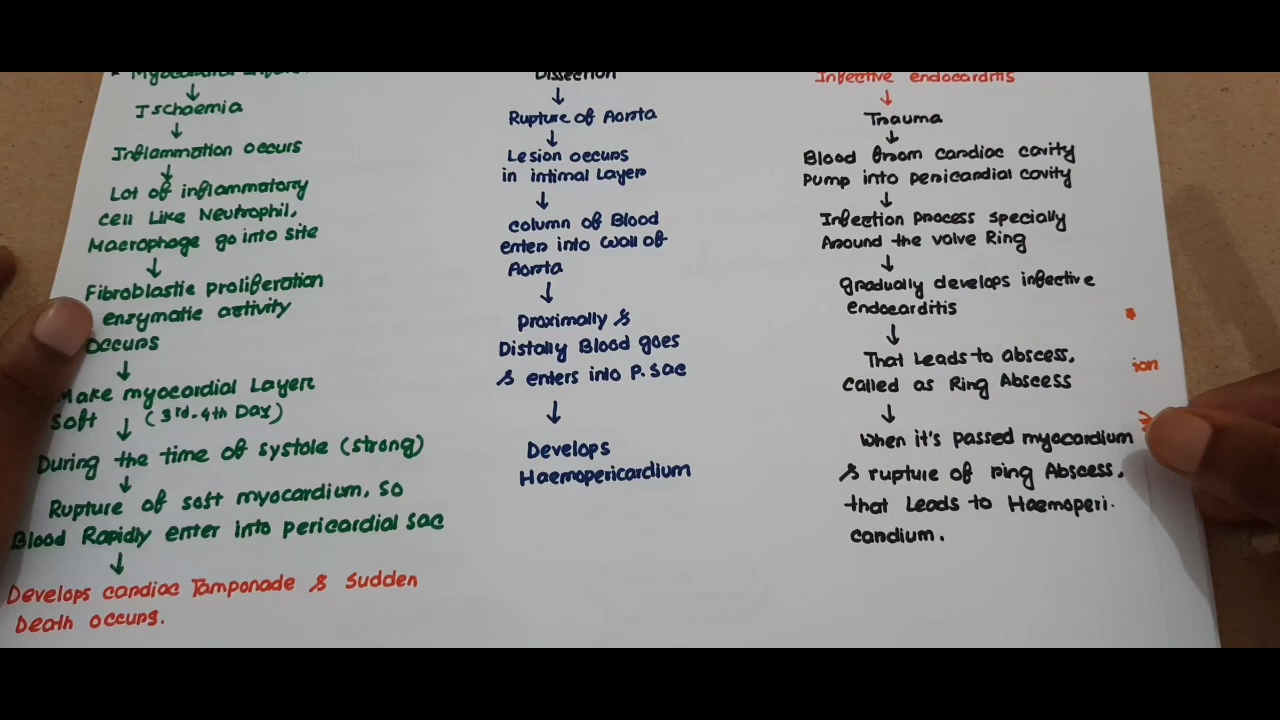 Ischaemia
Inflammation occurs
Lot of inflammatory
cell Like Neutrophil,
Macrophage go into site
Fibroblastic proliferation
enzymatic activity
occurs
Make myocardial Layer
soft (3rd-4th Day)
During the time of systole (strong)
Rupture of soft myocardium, so
Blood Rapidly enter into pericardial sac
Develops cardiac Tamponade & Sudden
Death occurs.
Dissection
Rupture of Aorta
Lesion occurs
in intimal Layer
column of Blood
enter into wall of
Aorta
Proximally &
Distally Blood goes
& enters into P. sac
Develops
Haemopericardium
Infective endocarditis
Trauma
Blood from cardiac cavity
pump into pericardial cavity
Infection process specially
Around the valve Ring
gradually develops infective
endocarditis
That Leads to abscess,
called as Ring Abscess
When it's passed myocardium
& rupture of ring Abscess,
that Leads to Haemoperi.
cardium.
ion